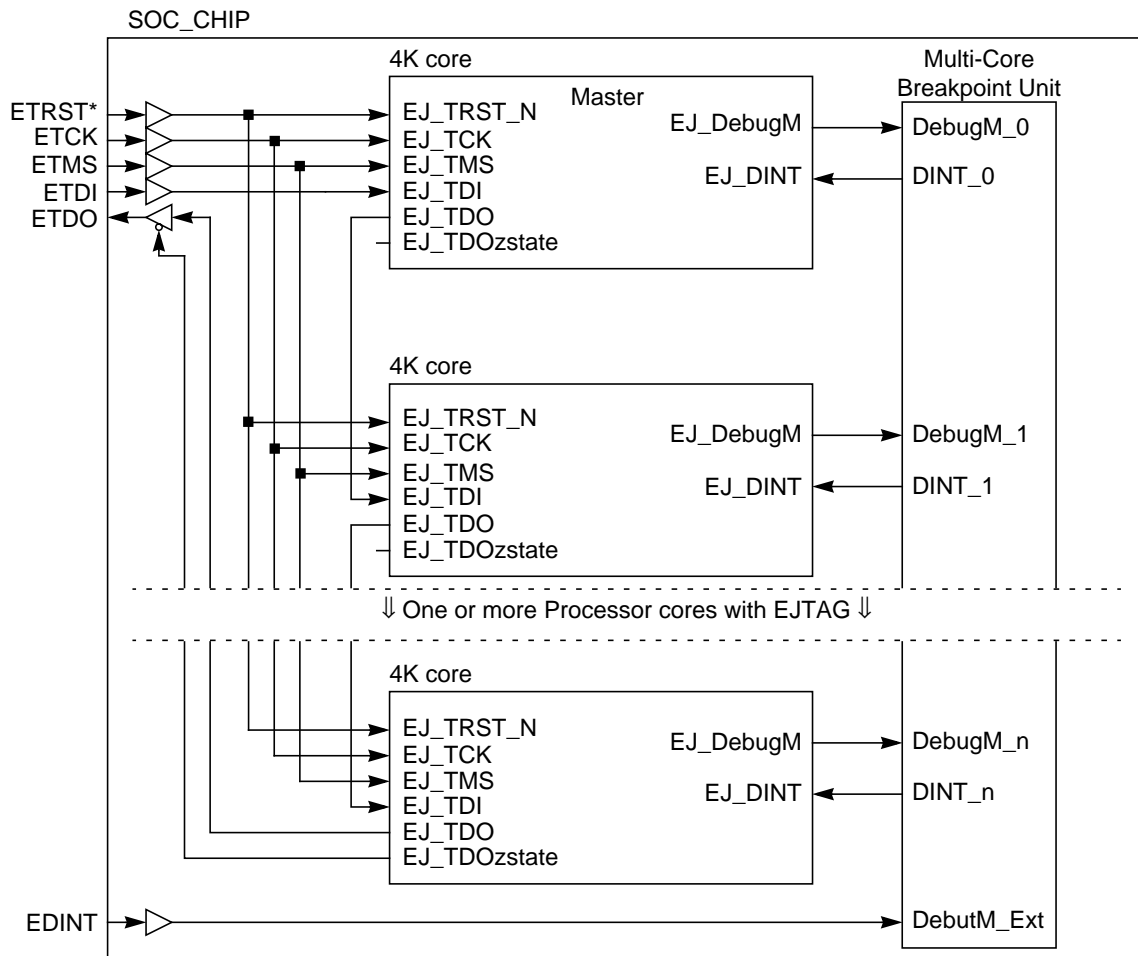 SOC_CHIP
4K core
Multi-Core
Breakpoint Unit
ETRST*
ETCK
ETMS
ETDI
ETDO
Master
EJ_TRST_N
EJ_TCK
EJ_TMS
EJ_TDI
EJ_TDO
EJ_TDOzstate
EJ_DebugM
EJ_DINT
DebugM_0
DINT_0
4K core
EJ_TRST_N
EJ_TCK
EJ_TMS
EJ_TDI
EJ_TDO
EJ_TDOzstate
EJ_DebugM
EJ_DINT
DebugM_1
DINT_1
⇓ One or more Processor cores with EJTAG ⇓
4K core
EJ_TRST_N
EJ_TCK
EJ_TMS
EJ_TDI
EJ_TDO
EJ_TDOzstate
EJ_DebugM
EJ_DINT
DebugM_n
DINT_n
EDINT
DebutM_Ext